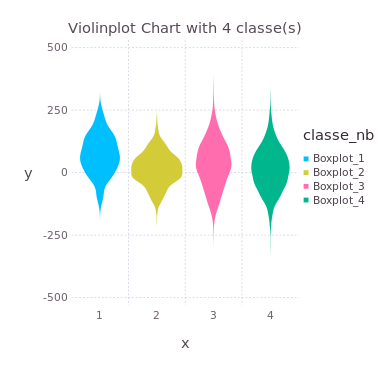 Violinplot Chart with 4 classe(s)
500
250
0
-250
-500
y
1
2
3
4
x
classe_nb
Boxplot_1
Boxplot_2
Boxplot_3
Boxplot_4